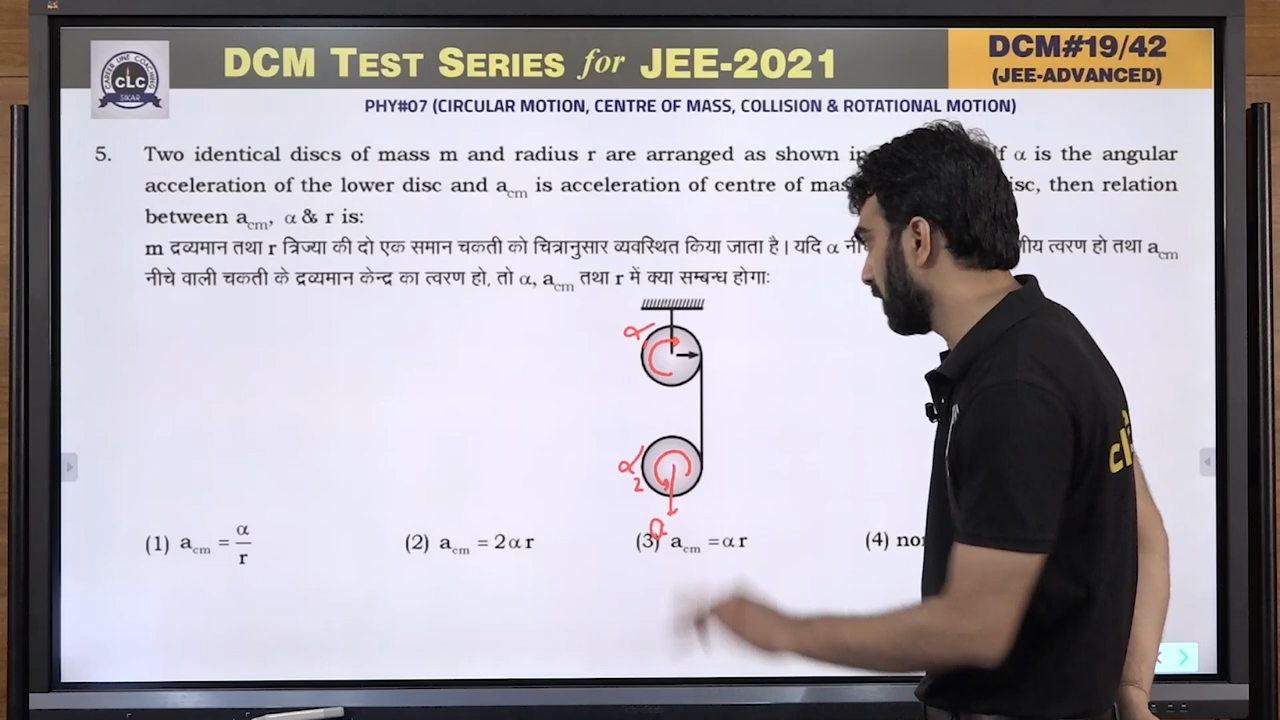 DCM TEST SERIES for JEE-2021
DCM#19/42
(JEE-ADVANCED)
CAREER LINE COACHING
CLC
SIKAR
PHY#07 (CIRCULAR MOTION, CENTRE OF MASS, COLLISION & ROTATIONAL MOTION)
5. Two identical discs of mass m and radius r are arranged as shown α is the angular
acceleration of the lower disc and a_cm is acceleration of centre of then relation
between a_cm, α & r is:
m द्रव्यमान तथा r त्रिज्या की दो एक समान चकती को चित्रानुसार व्यवस्थित किया जाता है। यदि α त्वरण हो तथा a_cm
नीचे वाली चकती के द्रव्यमान केन्द्र का त्वरण हो, तो α, a_cm तथा r में क्या सम्बन्ध होगाः
α
α
2
a
(1) a_cm = α/r (2) a_cm = 2αr (3) a_cm = αr (4)